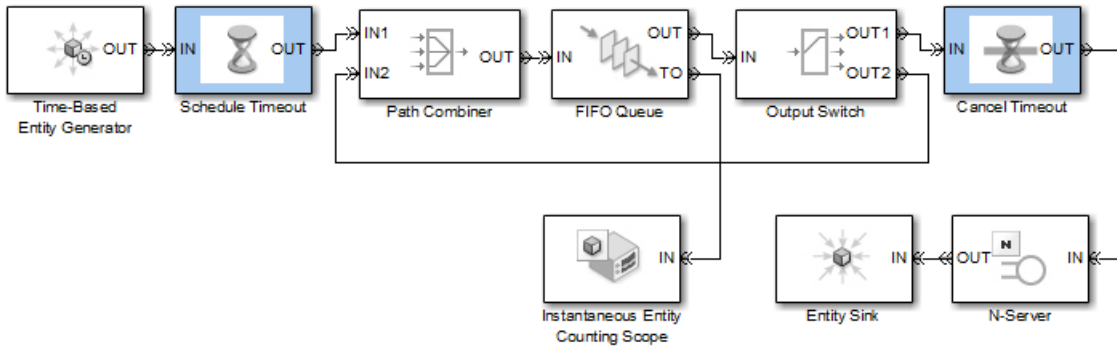 OUT
IN
OUT
IN1
IN2
OUT
IN
OUT
TO
IN
OUT1
OUT2
IN
OUT
Time-Based
Entity Generator
Schedule Timeout
Path Combiner
FIFO Queue
Output Switch
Cancel Timeout
IN
IN
OUT
N
IN
Instantaneous Entity
Counting Scope
Entity Sink
N-Server